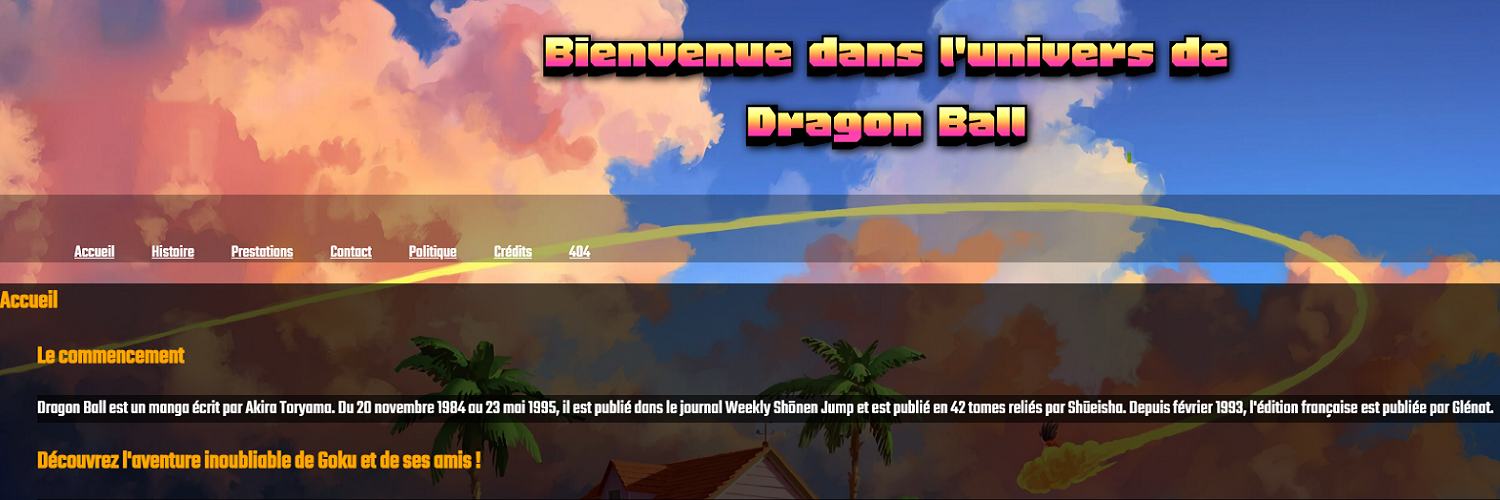 Bienvenue dans l'univers de
Dragon Ball
Accueil Histoire Prestations Contact Politique Crédits 404
Accueil
Le commencement
Dragon Ball est un manga écrit par Akira Toryama. Du 20 novembre 1984 au 23 mai 1995, il est publié dans le journal Weekly Shōnen Jump et est publié en 42 tomes reliés par Shūeisha. Depuis février 1993, l'édition française est publiée par Glénat.
Découvrez l'aventure inoubliable de Goku et de ses amis !